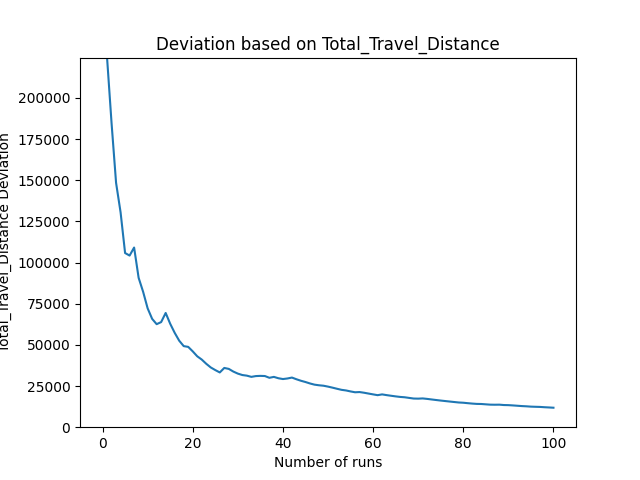 Deviation based on Total_Travel_Distance
Total_Travel_Distance Deviation
200000
175000
150000
125000
100000
75000
50000
25000
0
0 20 40 60 80 100
Number of runs